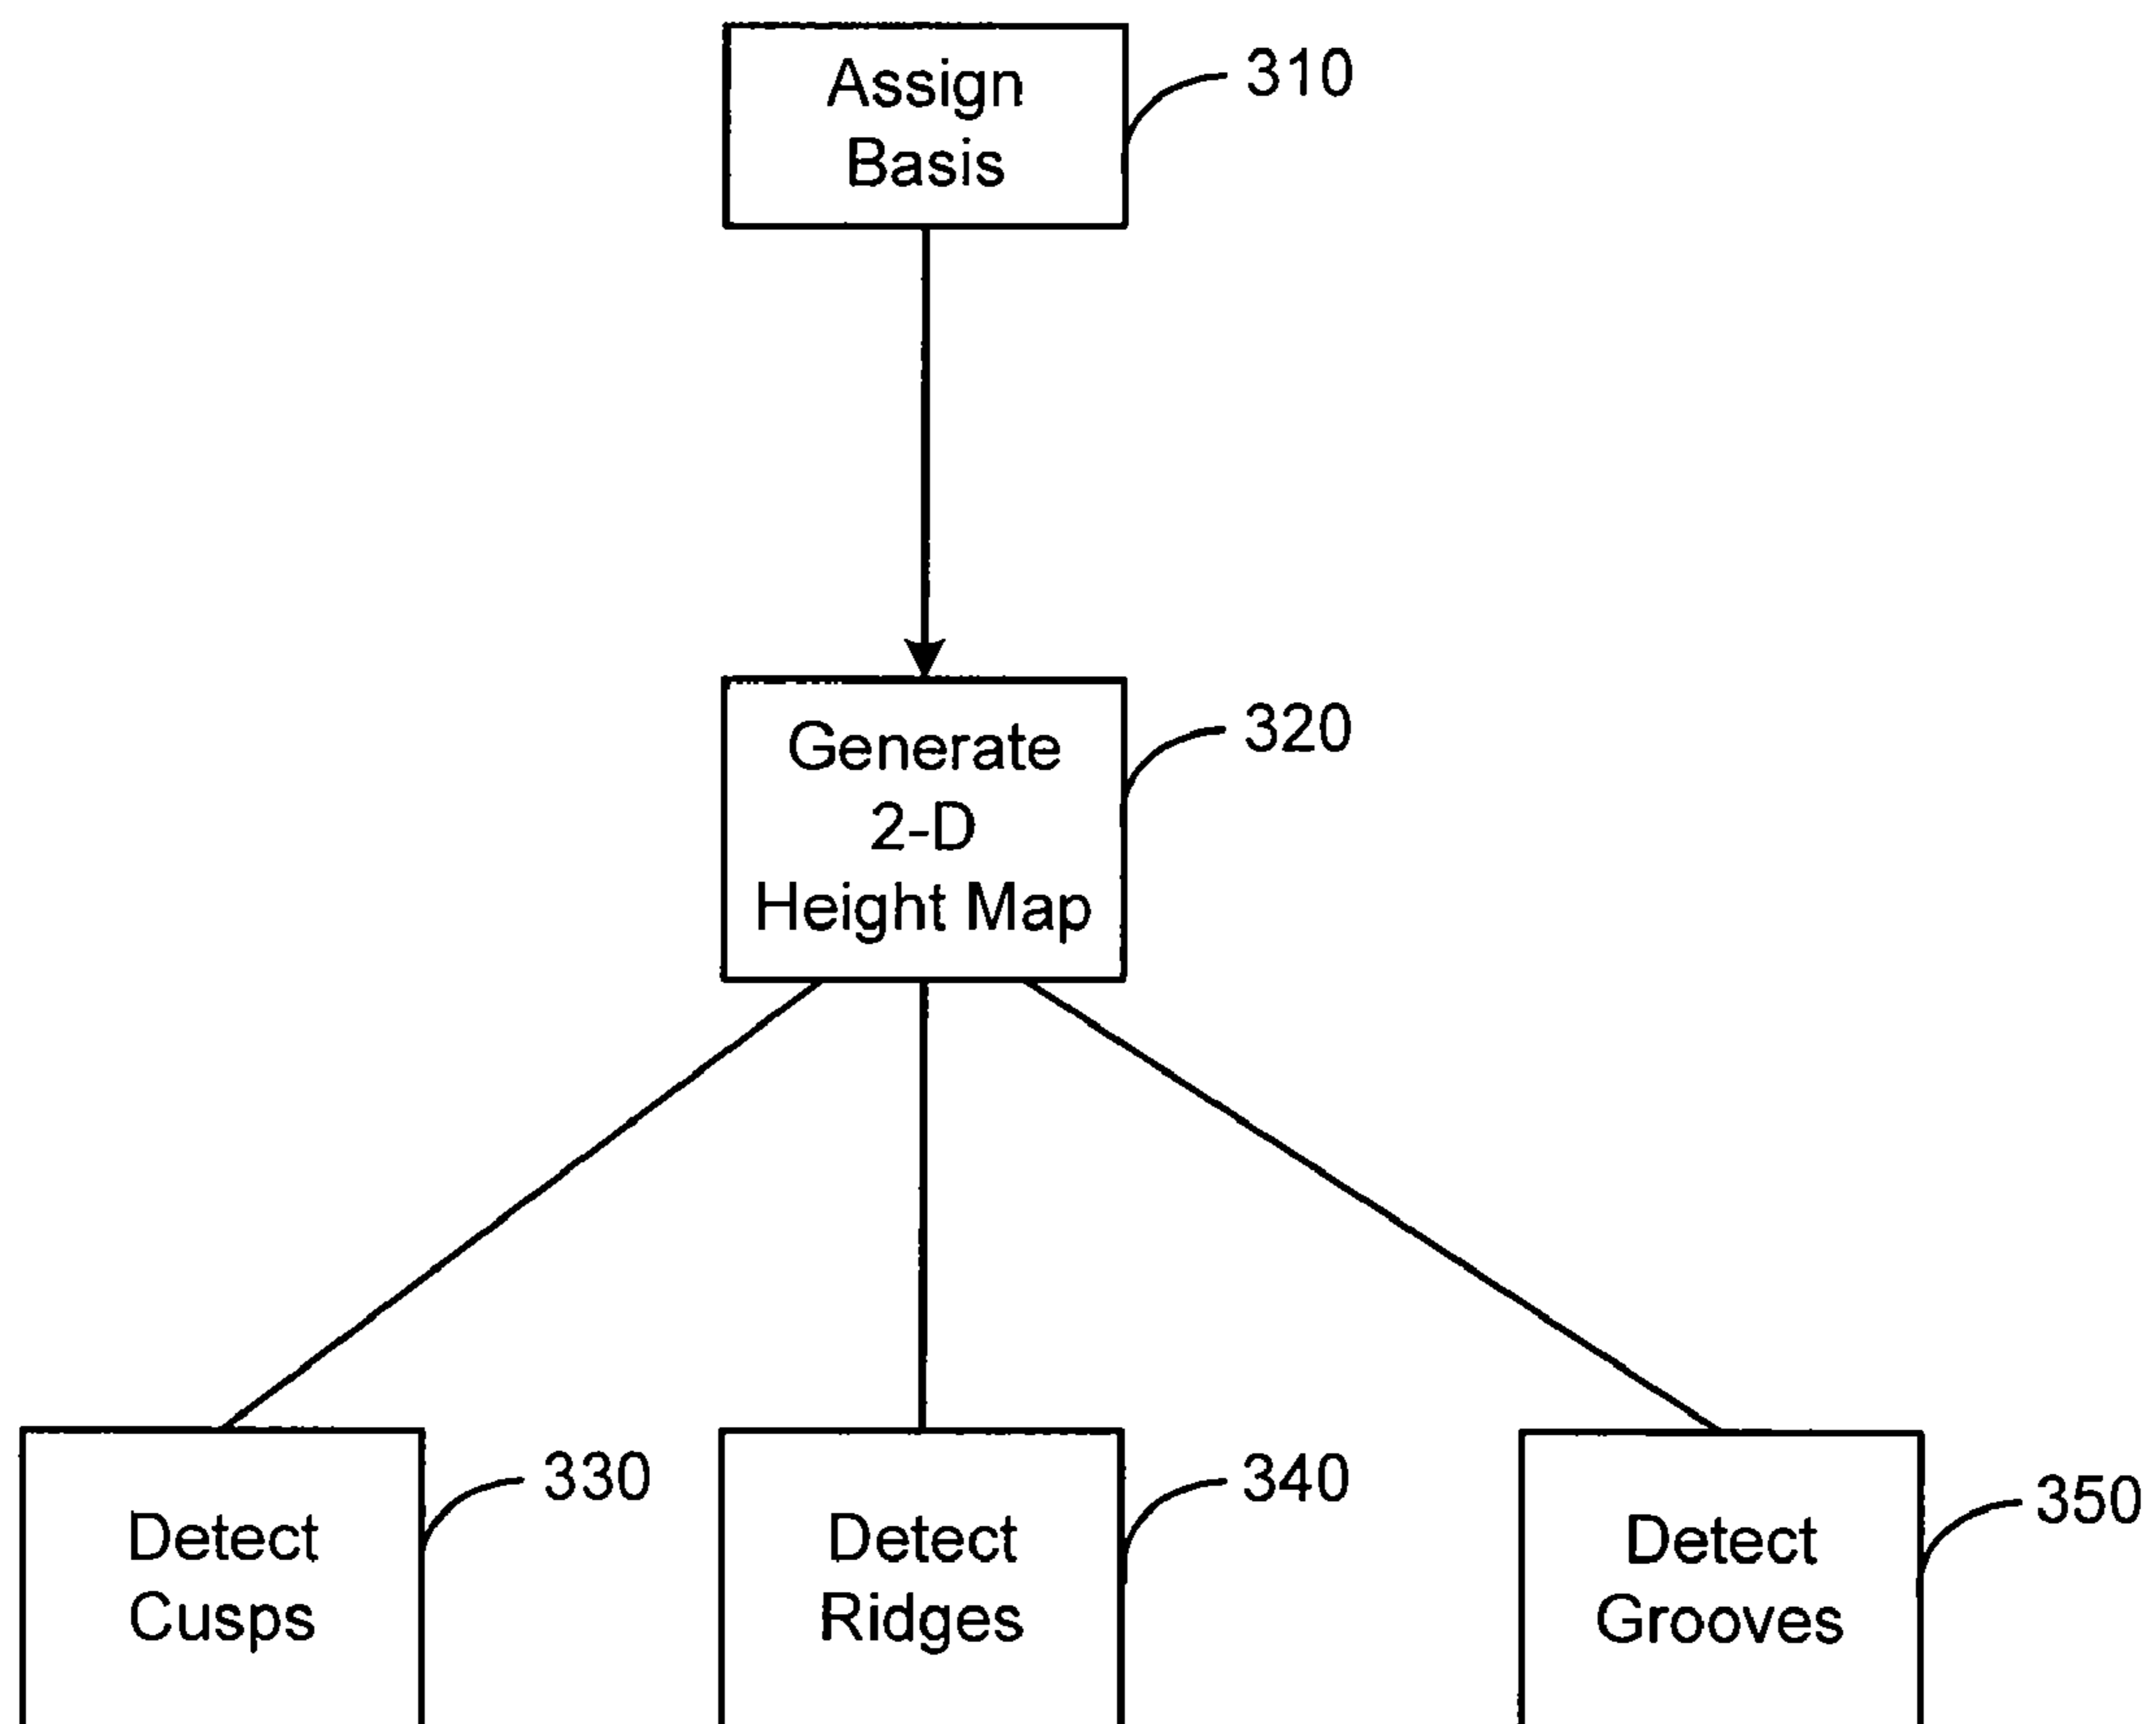 Assign
Basis
310
Generate
2-D
Height Map
320
Detect
Cusps
330
Detect
Ridges
340
Detect
Grooves
350